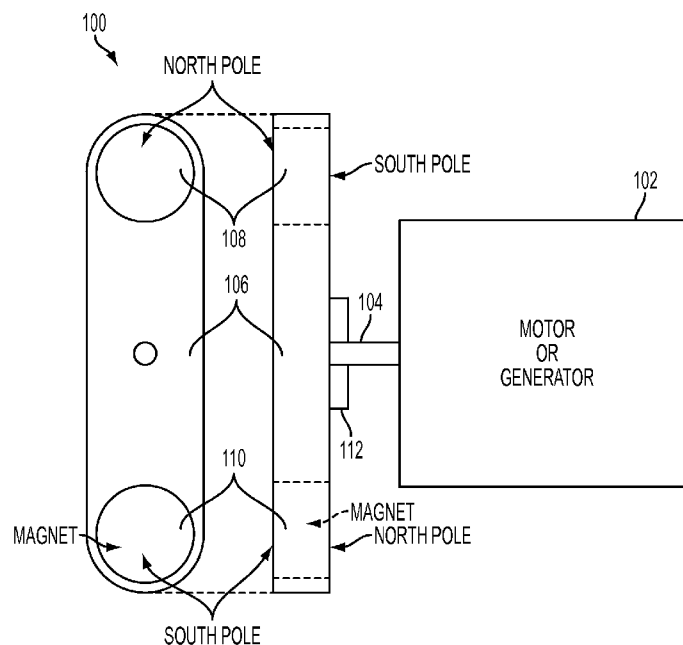 100
NORTH POLE
SOUTH POLE
102
108
106
104
MOTOR
OR
GENERATOR
112
110
MAGNET
MAGNET
NORTH POLE
SOUTH POLE